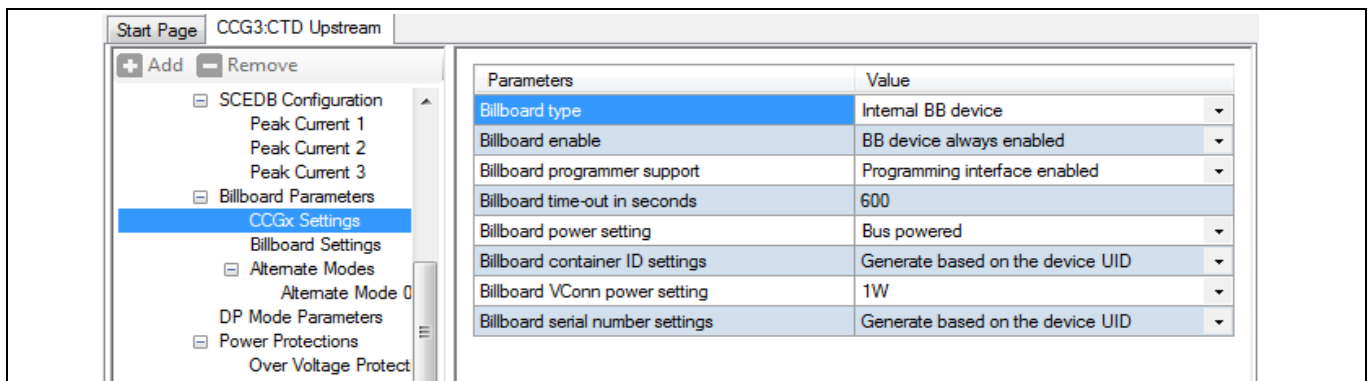 Start Page CCG3:CTD Upstream
Add Remove
SCEDB Configuration
Peak Current 1
Peak Current 2
Peak Current 3
Billboard Parameters
CCGx Settings
Billboard Settings
Alternate Modes
Alternate Mode 0
DP Mode Parameters
Power Protections
Over Voltage Protect
Parameters Value
Billboard type Internal BB device
Billboard enable BB device always enabled
Billboard programmer support Programming interface enabled
Billboard time-out in seconds 600
Billboard power setting Bus powered
Billboard container ID settings Generate based on the device UID
Billboard VConn power setting 1W
Billboard serial number settings Generate based on the device UID